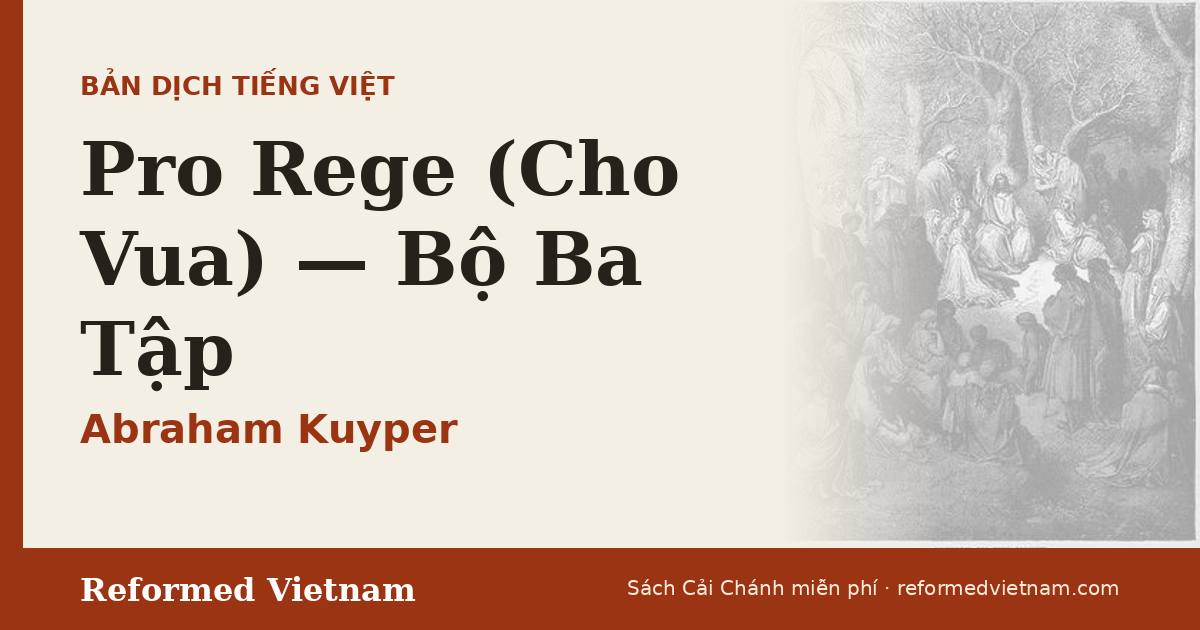 BẢN DỊCH TIẾNG VIỆT
Pro Rege (Cho
Vua) — Bộ Ba
Tập
Abraham Kuyper
Reformed Vietnam
Sách Cải Chánh miễn phí · reformedvietnam.com